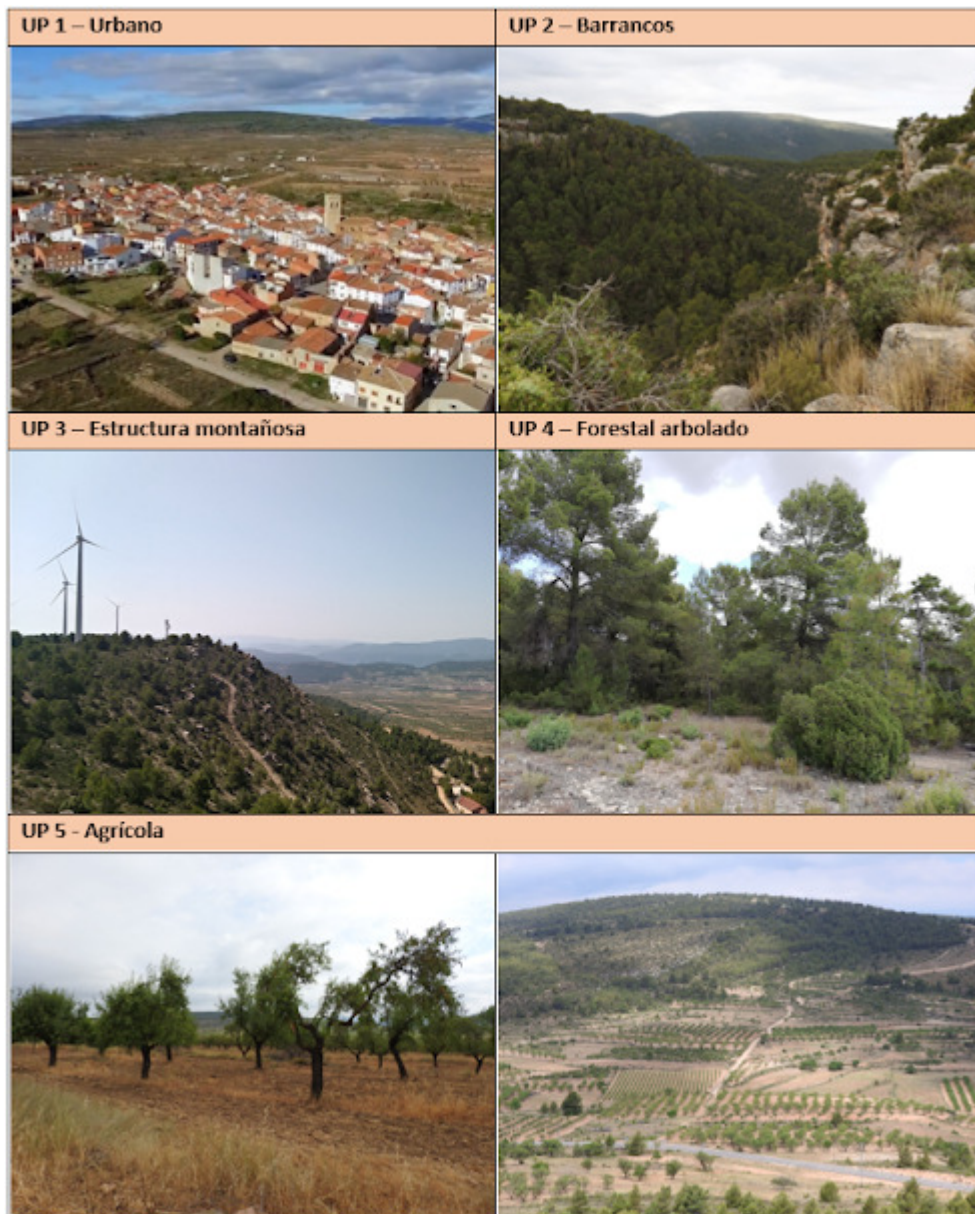 UP 1 – Urbano
UP 2 – Barrancos
UP 3 – Estructura montañosa
UP 4 – Forestal arbolado
UP 5 - Agrícola